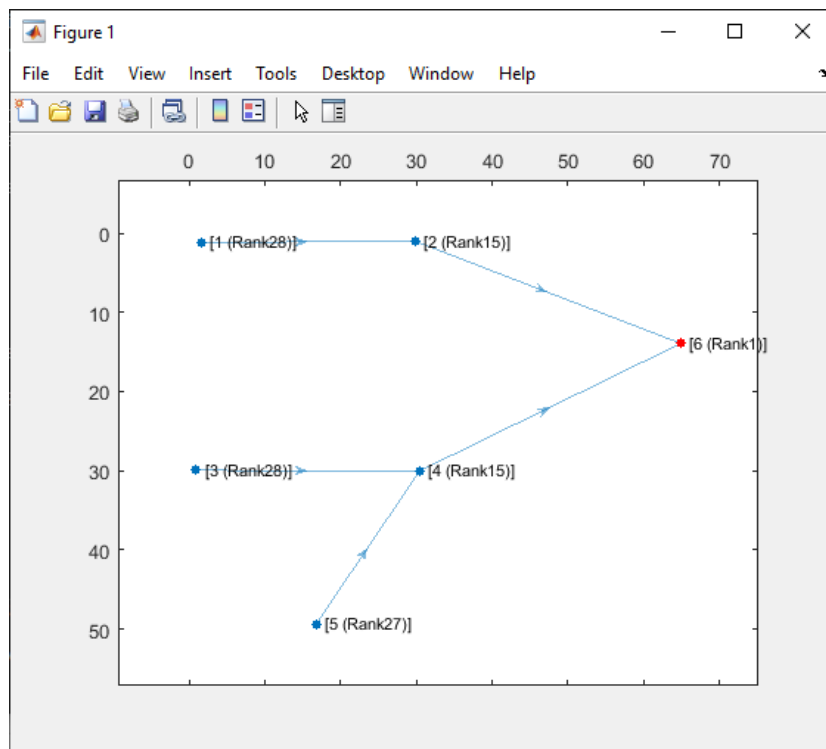 Figure 1
File Edit View Insert Tools Desktop Window Help
0 10 20 30 40 50 60 70
0
[1 (Rank28)] [2 (Rank15)]
10
[6 (Rank1)]
20
30
[3 (Rank28)] [4 (Rank15)]
40
50
[5 (Rank27)]